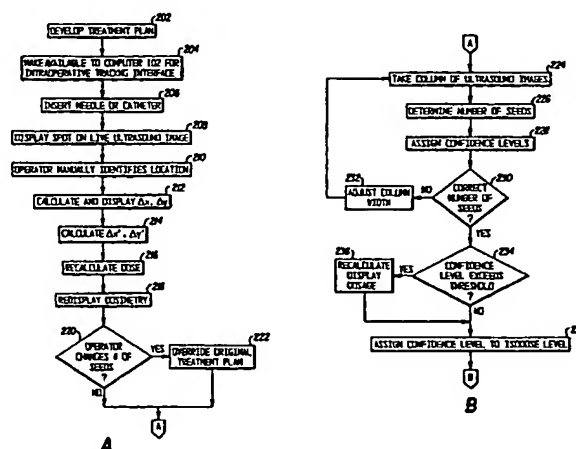 202
DEVELOP TREATMENT PLAN
204
MAKE AVAILABLE TO COMPUTER 102 FOR
INTRAOPERATIVE TRACKING INTERFACE
206
INSERT NEEDLE OR CATHETER
208
DISPLAY SPOT ON LIVE ULTRASOUND IMAGE
210
OPERATOR MANUALLY IDENTIFIES LOCATION
212
CALCULATE AND DISPLAY Δx, Δy
214
CALCULATE Δx', Δy'
216
RECALCULATE DOSE
218
REDISPLAY DOSIMETRY
220
OPERATOR
CHANGES # OF
SEEDS
?
YES
222
OVERRIDE ORIGINAL
TREATMENT PLAN
NO
A
A
A
224
TAKE COLUMN OF ULTRASOUND IMAGES
226
DETERMINE NUMBER OF SEEDS
228
ASSIGN CONFIDENCE LEVELS
230
CORRECT
NUMBER OF
SEEDS
?
NO
232
ADJUST COLUMN
WIDTH
YES
234
CONFIDENCE
LEVEL EXCEEDS
THRESHOLD
?
YES
236
RECALCULATE
DISPLAY
DOSAGE
NO
ASSIGN CONFIDENCE LEVEL TO ISODOSE LEVEL
B
B